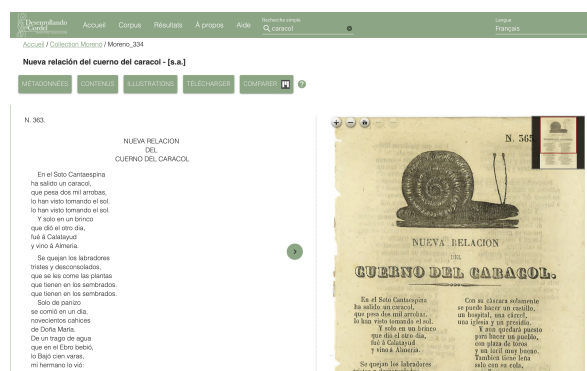 Desenrollando
el Cordel
Accueil
Corpus
Résultats
À propos
Aide
Recherche simple
caracol
Langue
Français
Accueil / Collection Moreno / Moreno_334
Nueva relación del cuerno del caracol - [s.a.]
MÉTADONNÉES
CONTENUS
ILLUSTRATIONS
TÉLÉCHARGER
COMPARER
N. 363.
NUEVA RELACION
DEL
CUERNO DEL CARACOL
En el Soto Cantaespina
ha salido un caracol,
que pesa dos mil arrobas,
lo han visto tomando el sol.
lo han visto tomando el sol.
Y solo en un brinco
que dió el otro dia,
fué á Calatayud
y vino á Almeria.
Se quejan los labradores
tristes y desconsolados,
que se les come las plantas
que tienen en los sembrados.
que tienen en los sembrados.
Solo de panizo
se comió en un dia,
novecientos cahices
de Doña María.
De un trago de agua
que en el Ebro bebió,
lo Bajó cien varas,
mi hermano lo vió:
N. 363
NUEVA RELACION
DEL
CUERNO DEL CARACOL.
En el Soto Cantaespina
ha salido un caracol,
que pesa dos mil arrobas,
lo han visto tomando el sol.
Y solo en un brinco
que dió el otro dia,
fué á Calatayud
y vino á Almeria.
Se quejan los labradores
Con su cáscara solamente
se puede hacer un castillo,
un hospital, una cárcel,
una iglesia y un presidio.
Y aun quedará puesto
para hacer un pueblo,
con plaza de toros
y un toril muy bueno.
Tambien tiene leña
solo con su cola,